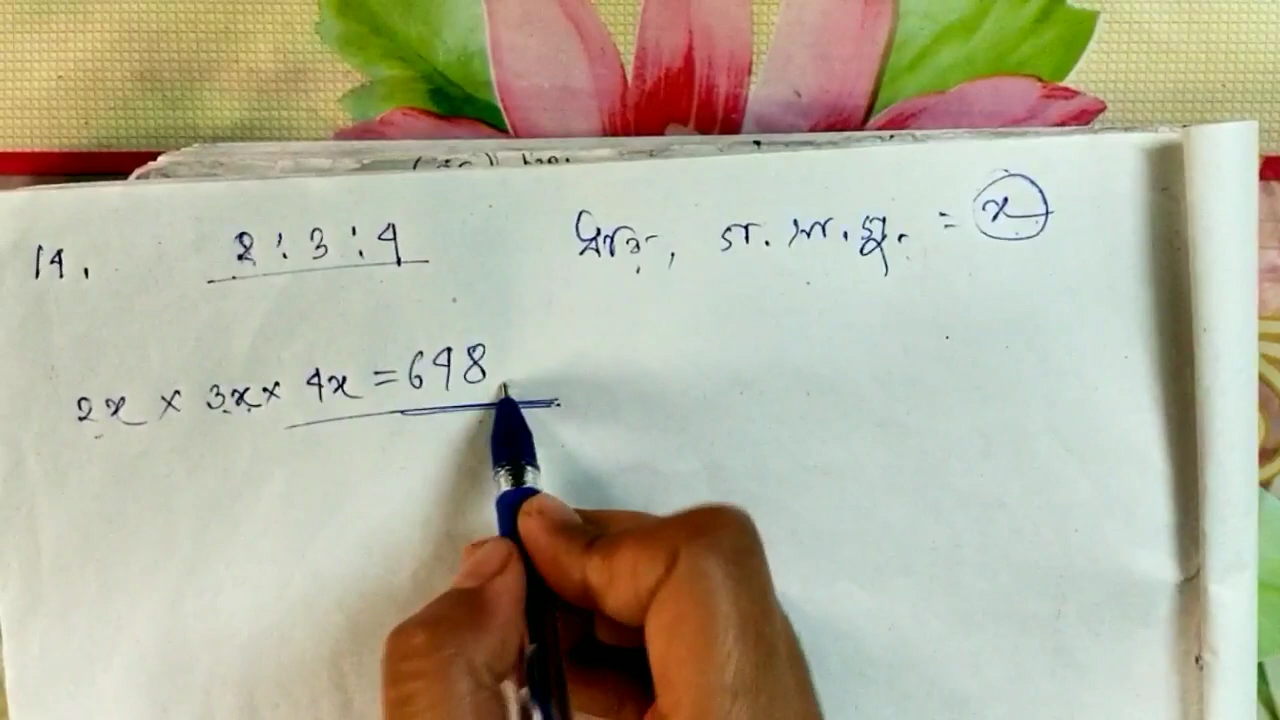 14. 2 : 3 : 4 ধরি, সা. সা. গু. = x
2x × 3x × 4x = 648